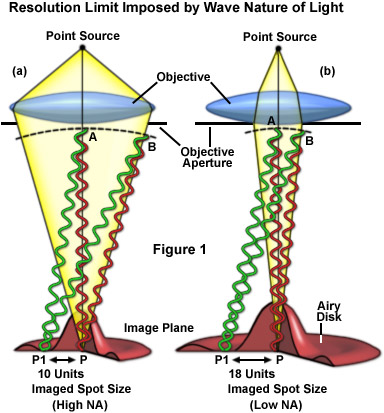 Resolution Limit Imposed by Wave Nature of Light
Point Source
Point Source
(a)
(b)
Objective
A
A
B
B
Objective
Aperture
Figure 1
Image Plane
Airy
Disk
P1
P
P1
P
10 Units
18 Units
Imaged Spot Size
(High NA)
Imaged Spot Size
(Low NA)